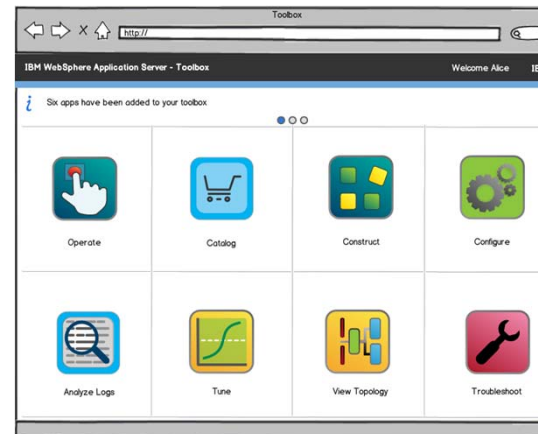 Toolbox
http://
IBM WebSphere Application Server - Toolbox
Welcome Alice
Six apps have been added to your toolbox
Operate
Catalog
Construct
Configure
Analyze Logs
Tune
View Topology
Troubleshoot